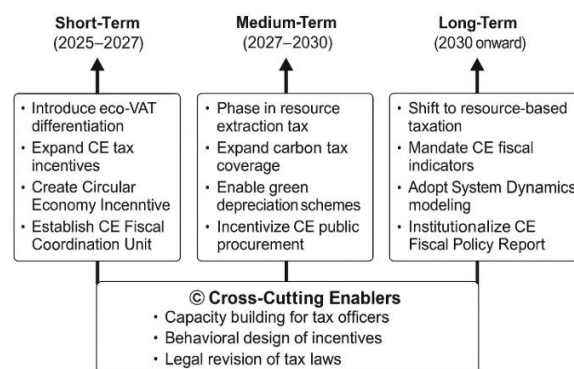 Short-Term
(2025–2027)
Medium-Term
(2027–2030)
Long-Term
(2030 onward)
• Introduce eco-VAT
differentiation
• Expand CE tax
incentives
• Create Circular
Economy Incenntive
• Establish CE Fiscal
Coordination Unit
• Phase in resource
extraction tax
• Expand carbon tax
coverage
• Enable green
depreciation schemes
• Incentivize CE public
procurement
• Shift to resource-based
taxation
• Mandate CE fiscal
indicators
• Adopt System Dynamics
modeling
• Institutionalize CE
Fiscal Policy Report
© Cross-Cutting Enablers
• Capacity building for tax officers
• Behavioral design of incentives
• Legal revision of tax laws